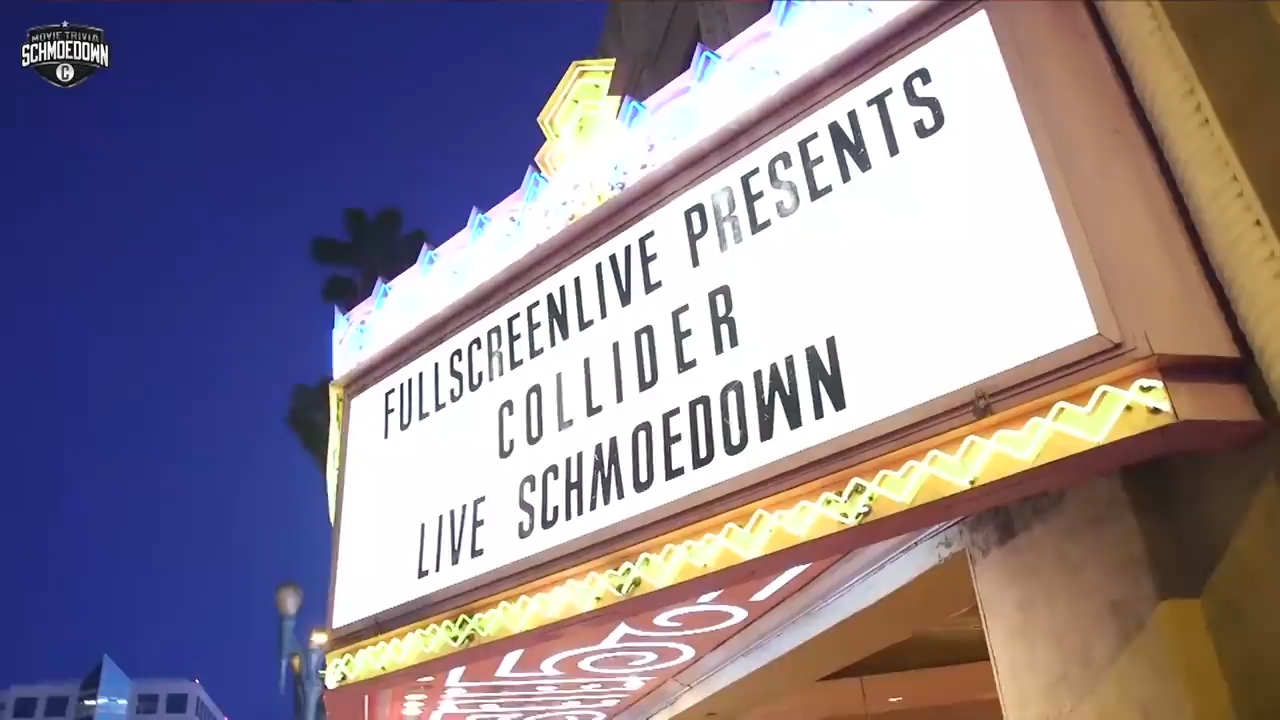 MOVIE TRIVIA
SCHMOEDOWN
C
FULLSCREENLIVE PRESENTS
COLLIDER
LIVE SCHMOEDOWN